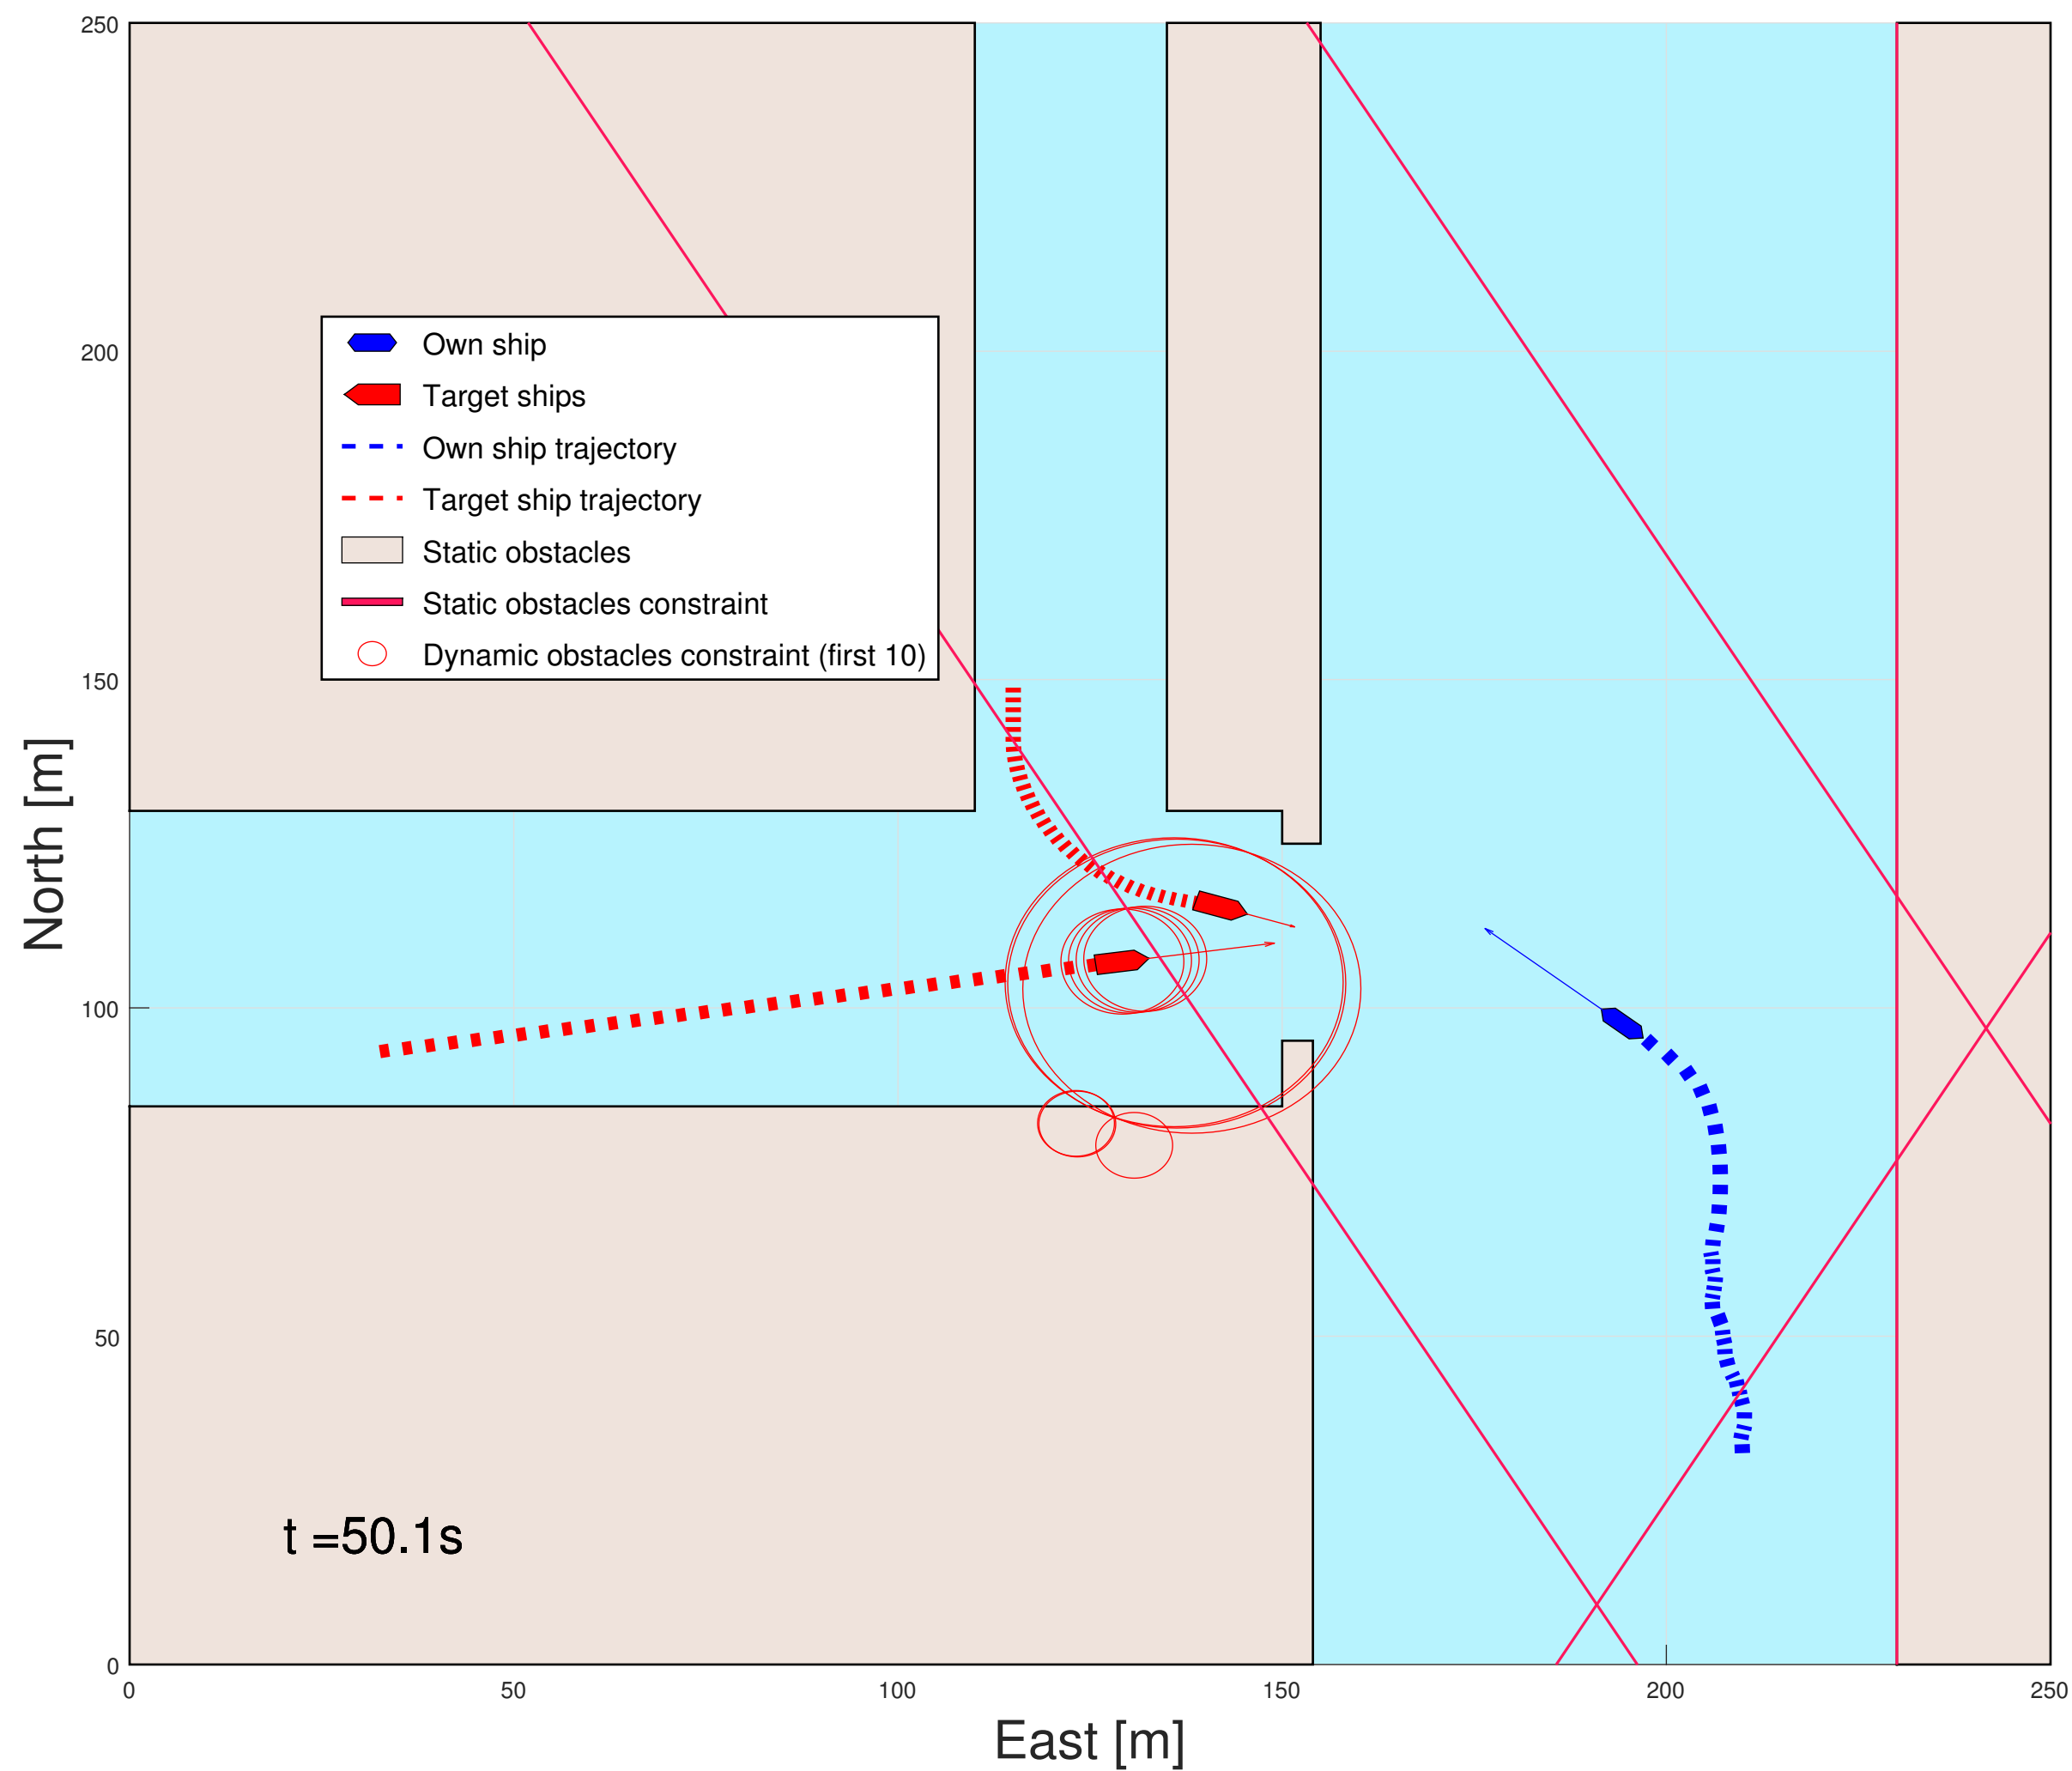 250
200
150
100
50
0
North [m]
Own ship
Target ships
Own ship trajectory
Target ship trajectory
Static obstacles
Static obstacles constraint
Dynamic obstacles constraint (first 10)
t =50.1s
0 50 100 150 200 250
East [m]